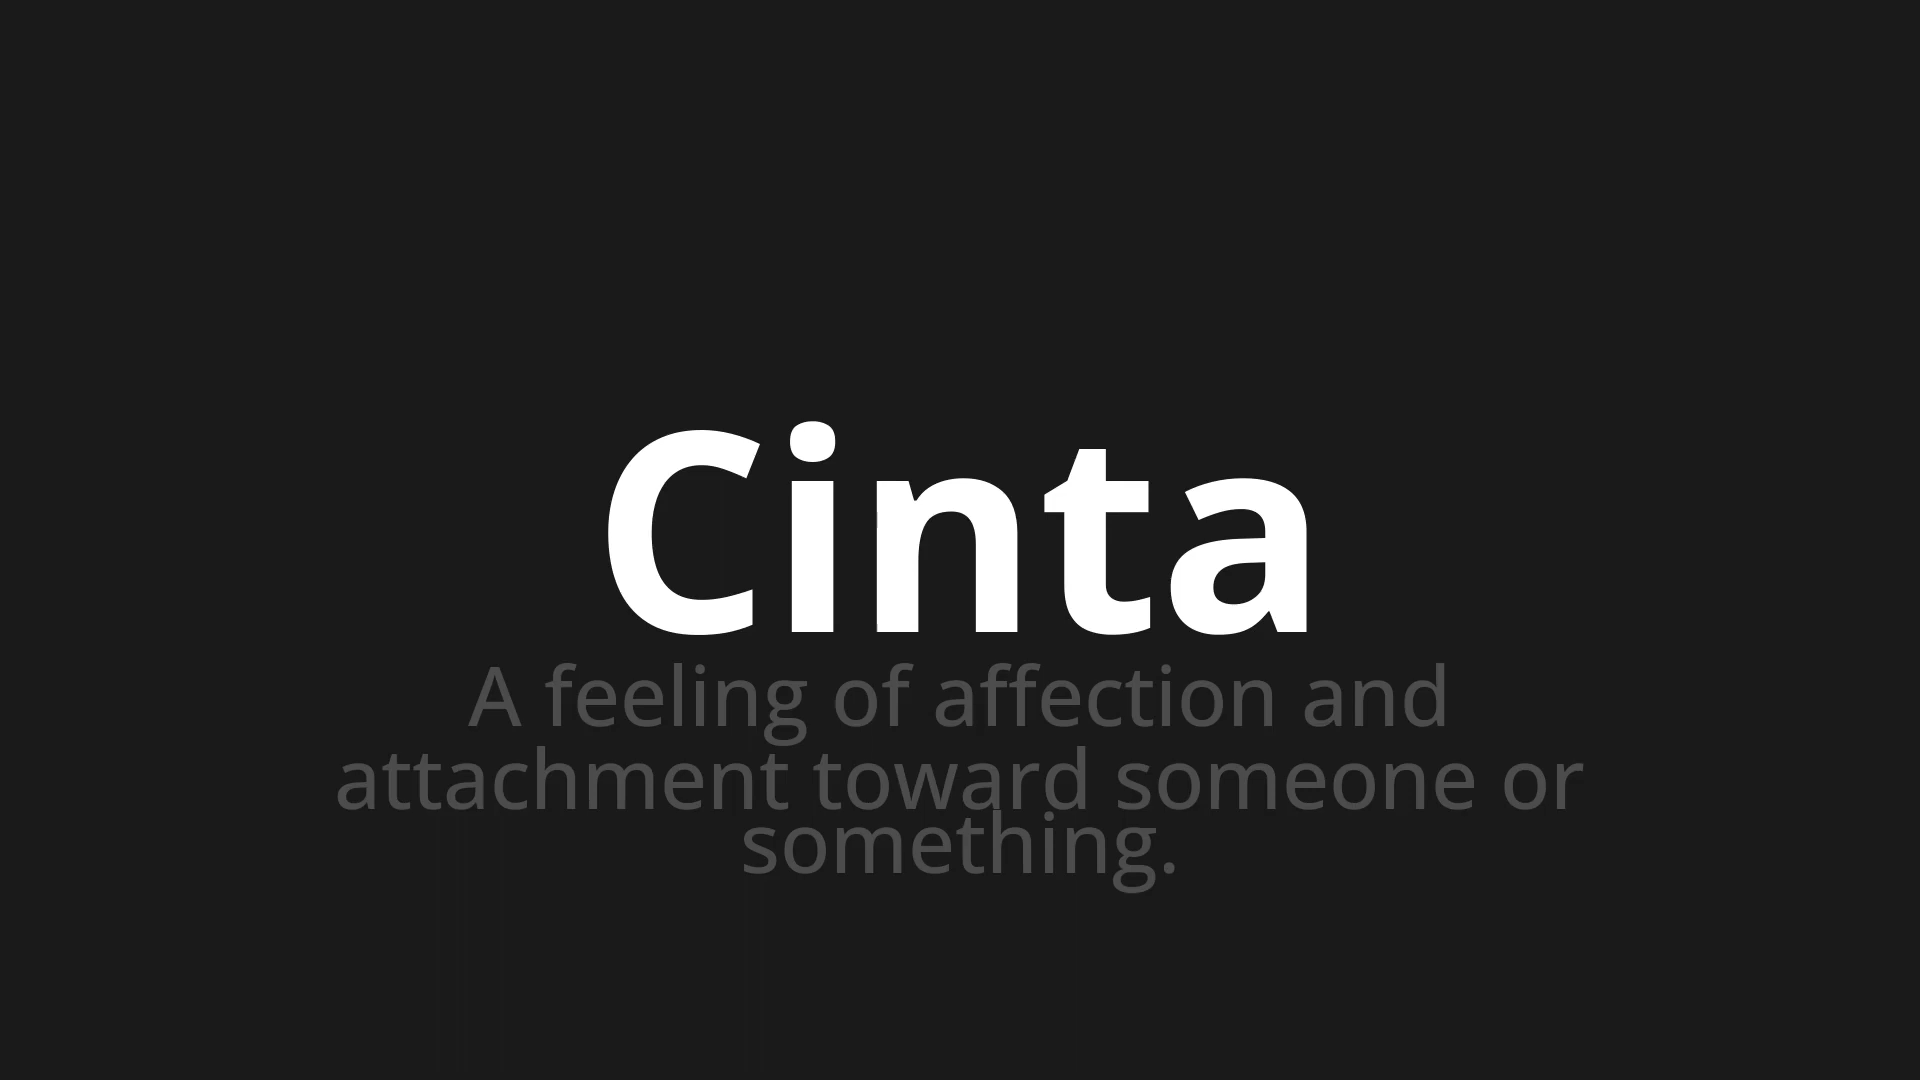 Cinta
A feeling of affection and
attachment toward someone or
something.